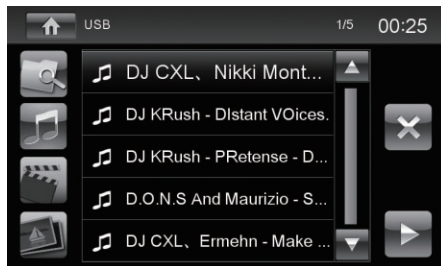 USB 1/5 00:25
DJ CXL、Nikki Mont...
DJ KRush - DIstant VOices.
DJ KRush - PRetense - D...
D.O.N.S And Maurizio - S...
DJ CXL、Ermehn - Make ...